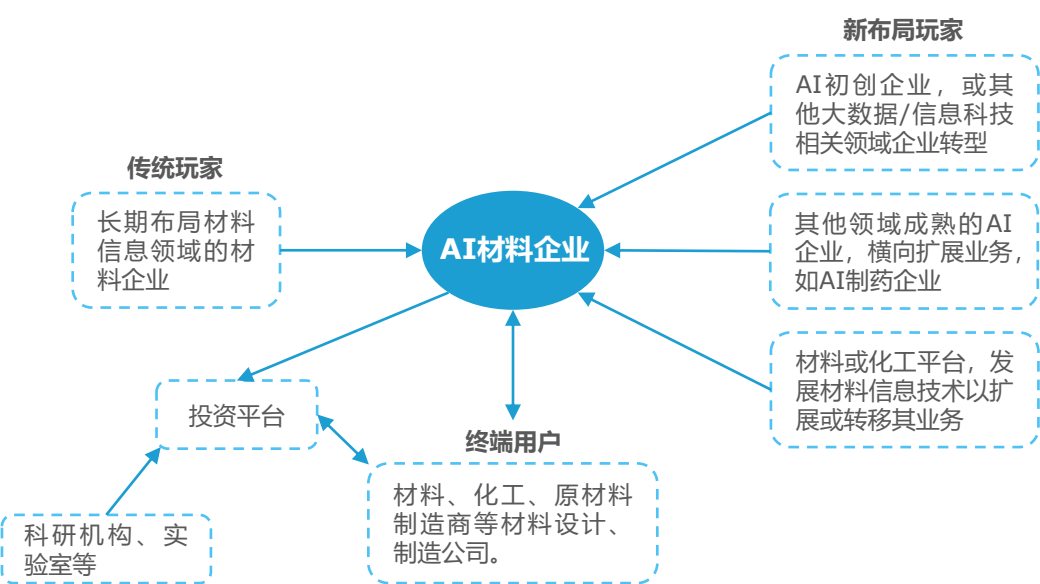 新布局玩家
AI初创企业，或其
他大数据/信息科技
相关领域企业转型
传统玩家
长期布局材料
信息领域的材
料企业
AI材料企业
其他领域成熟的AI
企业，横向扩展业务，
如AI制药企业
材料或化工平台，发
展材料信息技术以扩
展或转移其业务
投资平台
终端用户
材料、化工、原材料
制造商等材料设计、
制造公司。
科研机构、实
验室等